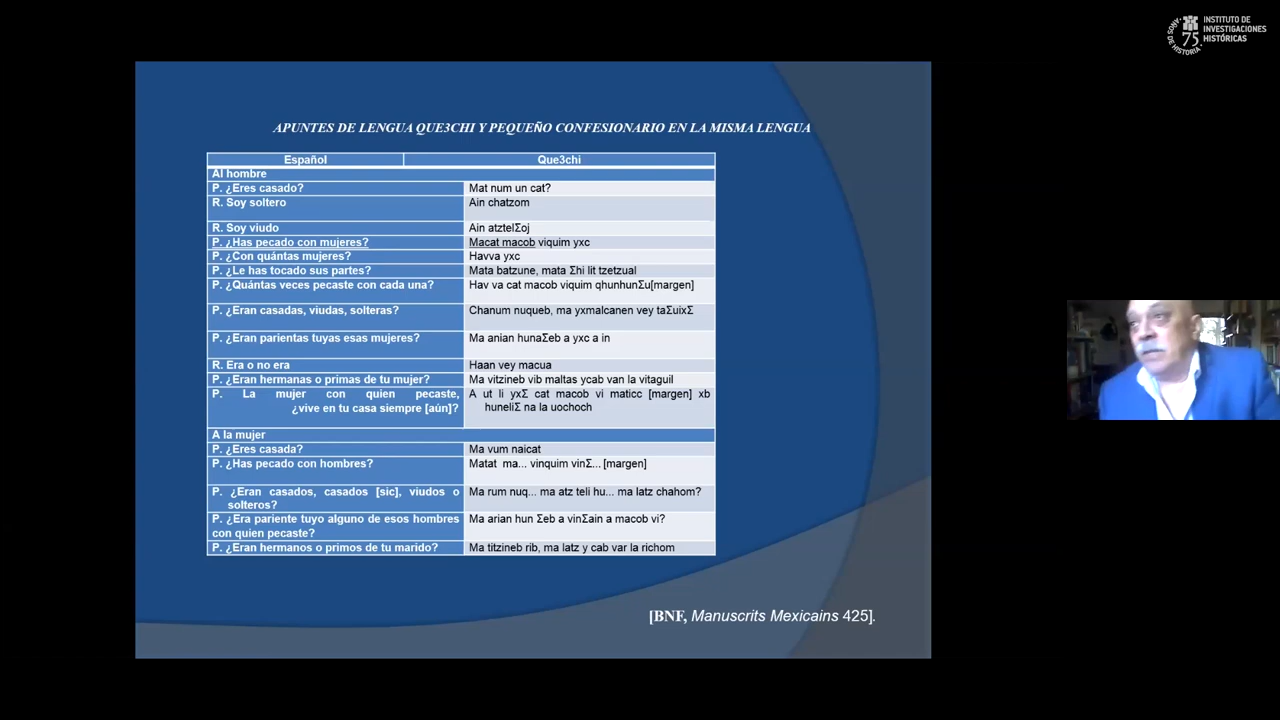 INSTITUTO DE
INVESTIGACIONES
HISTÓRICAS
75
AÑOS DE HISTORIA
APUNTES DE LENGUA QUE3CHI Y PEQUEÑO CONFESIONARIO EN LA MISMA LENGUA
Español Que3chi
Al hombre
P. ¿Eres casado? Mat num un cat?
R. Soy soltero Ain chatzom
R. Soy viudo Ain atztelΣoj
P. ¿Has pecado con mujeres? Macat macob viquim yxc
P. ¿Con quántas mujeres? Havva yxc
P. ¿Le has tocado sus partes? Mata batzune, mata Σhi lit tzetzual
P. ¿Quántas veces pecaste con cada una? Hav va cat macob viquim qhunhunΣu[margen]
P. ¿Eran casadas, viudas, solteras? Chanum nuqueb, ma yxmalcanen vey taΣuixΣ
P. ¿Eran parientas tuyas esas mujeres? Ma anian hunaΣeb a yxc a in
R. Era o no era Haan vey macua
P. ¿Eran hermanas o primas de tu mujer? Ma vitzineb vib maltas ycab van la vitaguil
P. La mujer con quien pecaste, A ut li yxΣ cat macob vi maticc [margen] xb
¿vive en tu casa siempre [aún]? huneliΣ na la uochoch
A la mujer
P. ¿Eres casada? Ma vum naicat
P. ¿Has pecado con hombres? Matat ma... vinquim vinΣ... [margen]
P. ¿Eran casados, casados [sic], viudos o Ma rum nuq... ma atz teli hu... ma latz chahom?
solteros?
P. ¿Era pariente tuyo alguno de esos hombres Ma arian hun Σeb a vinΣain a macob vi?
con quien pecaste?
P. ¿Eran hermanos o primos de tu marido? Ma titzineb rib, ma latz y cab var la richom
[BNF, Manuscrits Mexicains 425].